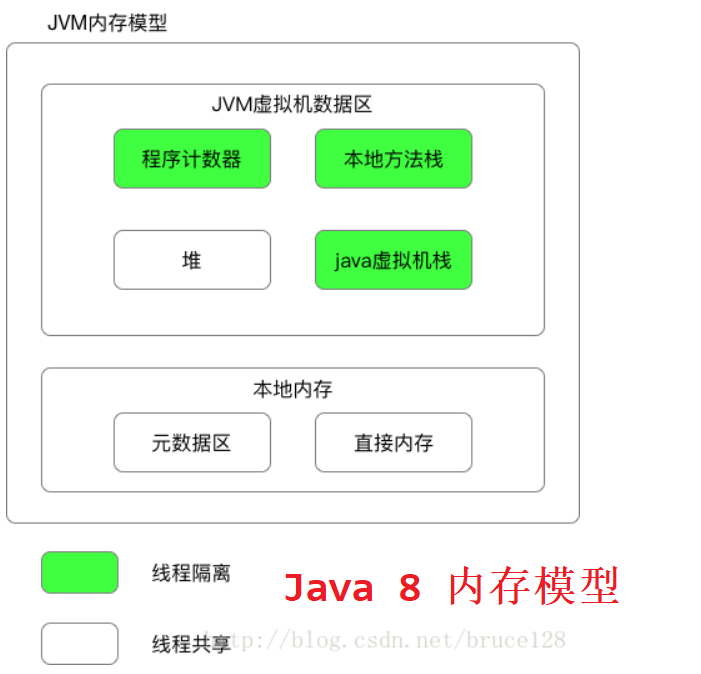 JVM内存模型
JVM虚拟机数据区
程序计数器
本地方法栈
堆
java虚拟机栈
本地内存
元数据区
直接内存
线程隔离
Java 8 内存模型
线程共享
http://blog.csdn.net/bruce128